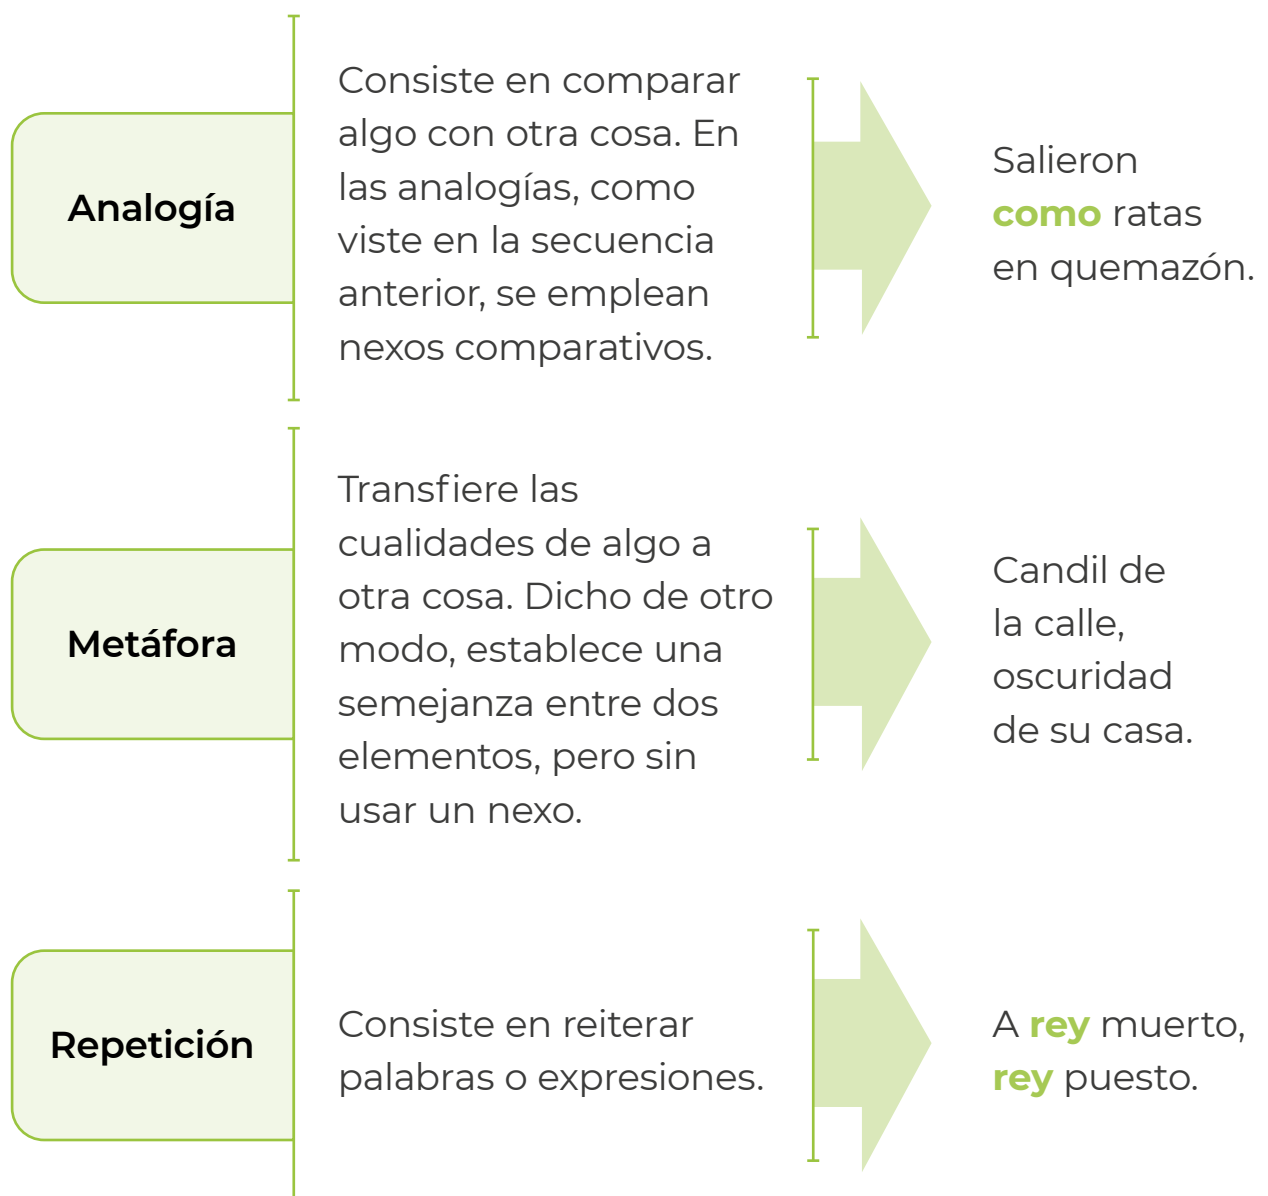 Analogía
Consiste en comparar
algo con otra cosa. En
las analogías, como
viste en la secuencia
anterior, se emplean
nexos comparativos.
Salieron
como ratas
en quemazón.
Metáfora
Transfiere las
cualidades de algo a
otra cosa. Dicho de otro
modo, establece una
semejanza entre dos
elementos, pero sin
usar un nexo.
Candil de
la calle,
oscuridad
de su casa.
Repetición
Consiste en reiterar
palabras o expresiones.
A rey muerto,
rey puesto.